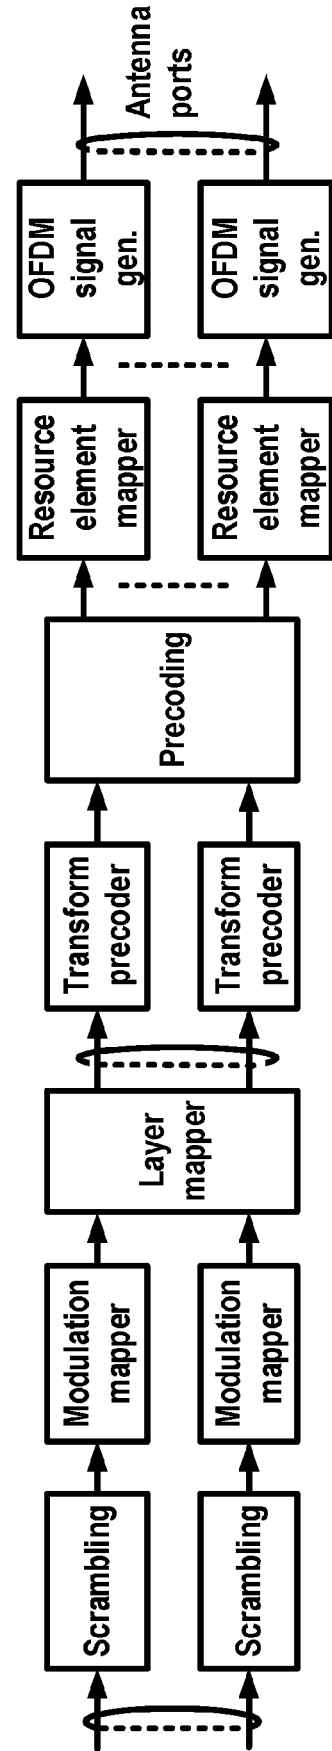 Scrambling
Modulation
mapper
Layer
mapper
Transform
precoder
Precoding
Resource
element
mapper
OFDM
signal
gen.
Antenna
ports
Scrambling
Modulation
mapper
Transform
precoder
Resource
element
mapper
OFDM
signal
gen.